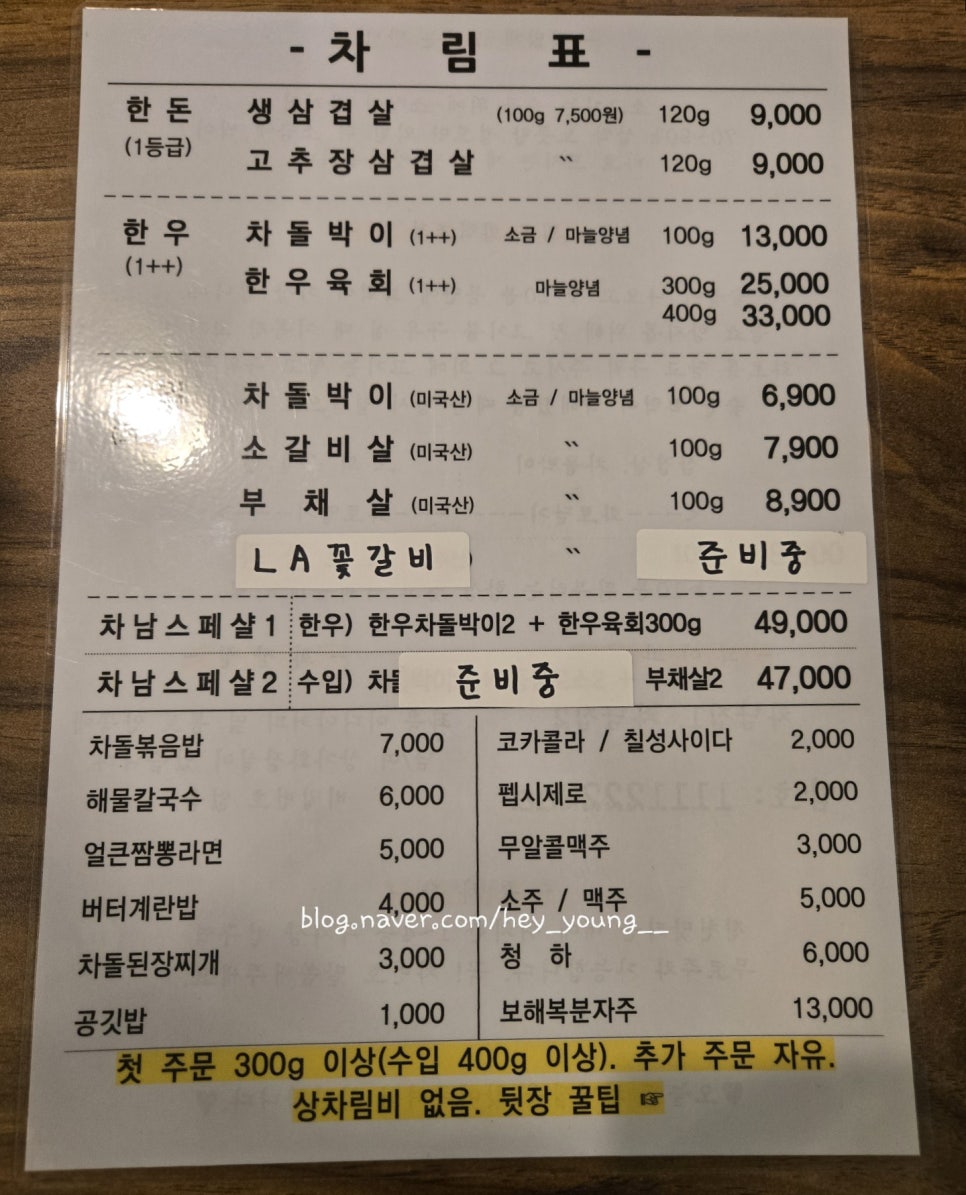 - 차 림 표 -
한 돈 생 삼 겹 살 (100g 7,500원) 120g 9,000
(1등급)
고 추 장 삼 겹 살 〃 120g 9,000
한 우 차 돌 박 이 (1++) 소금 / 마늘양념 100g 13,000
(1++)
한 우 육 회 (1++) 마늘양념 300g 25,000
400g 33,000
차 돌 박 이 (미국산) 소금 / 마늘양념 100g 6,900
소 갈 비 살 (미국산) 〃 100g 7,900
부 채 살 (미국산) 〃 100g 8,900
LA꽃갈비 ) 〃 준비중
차남스페샬1 한우) 한우차돌박이2 + 한우육회300g 49,000
차남스페샬2 수입) 준비중 부채살2 47,000
차돌볶음밥 7,000
해물칼국수 6,000
얼큰짬뽕라면 5,000
버터계란밥 4,000
차돌된장찌개 3,000
공깃밥 1,000
코카콜라 / 칠성사이다 2,000
펩시제로 2,000
무알콜맥주 3,000
소주 / 맥주 5,000
청 하 6,000
보해복분자주 13,000
blog.naver.com/hey_young__
첫 주문 300g 이상(수입 400g 이상). 추가 주문 자유.
상차림비 없음. 뒷장 꿀팁 ☞